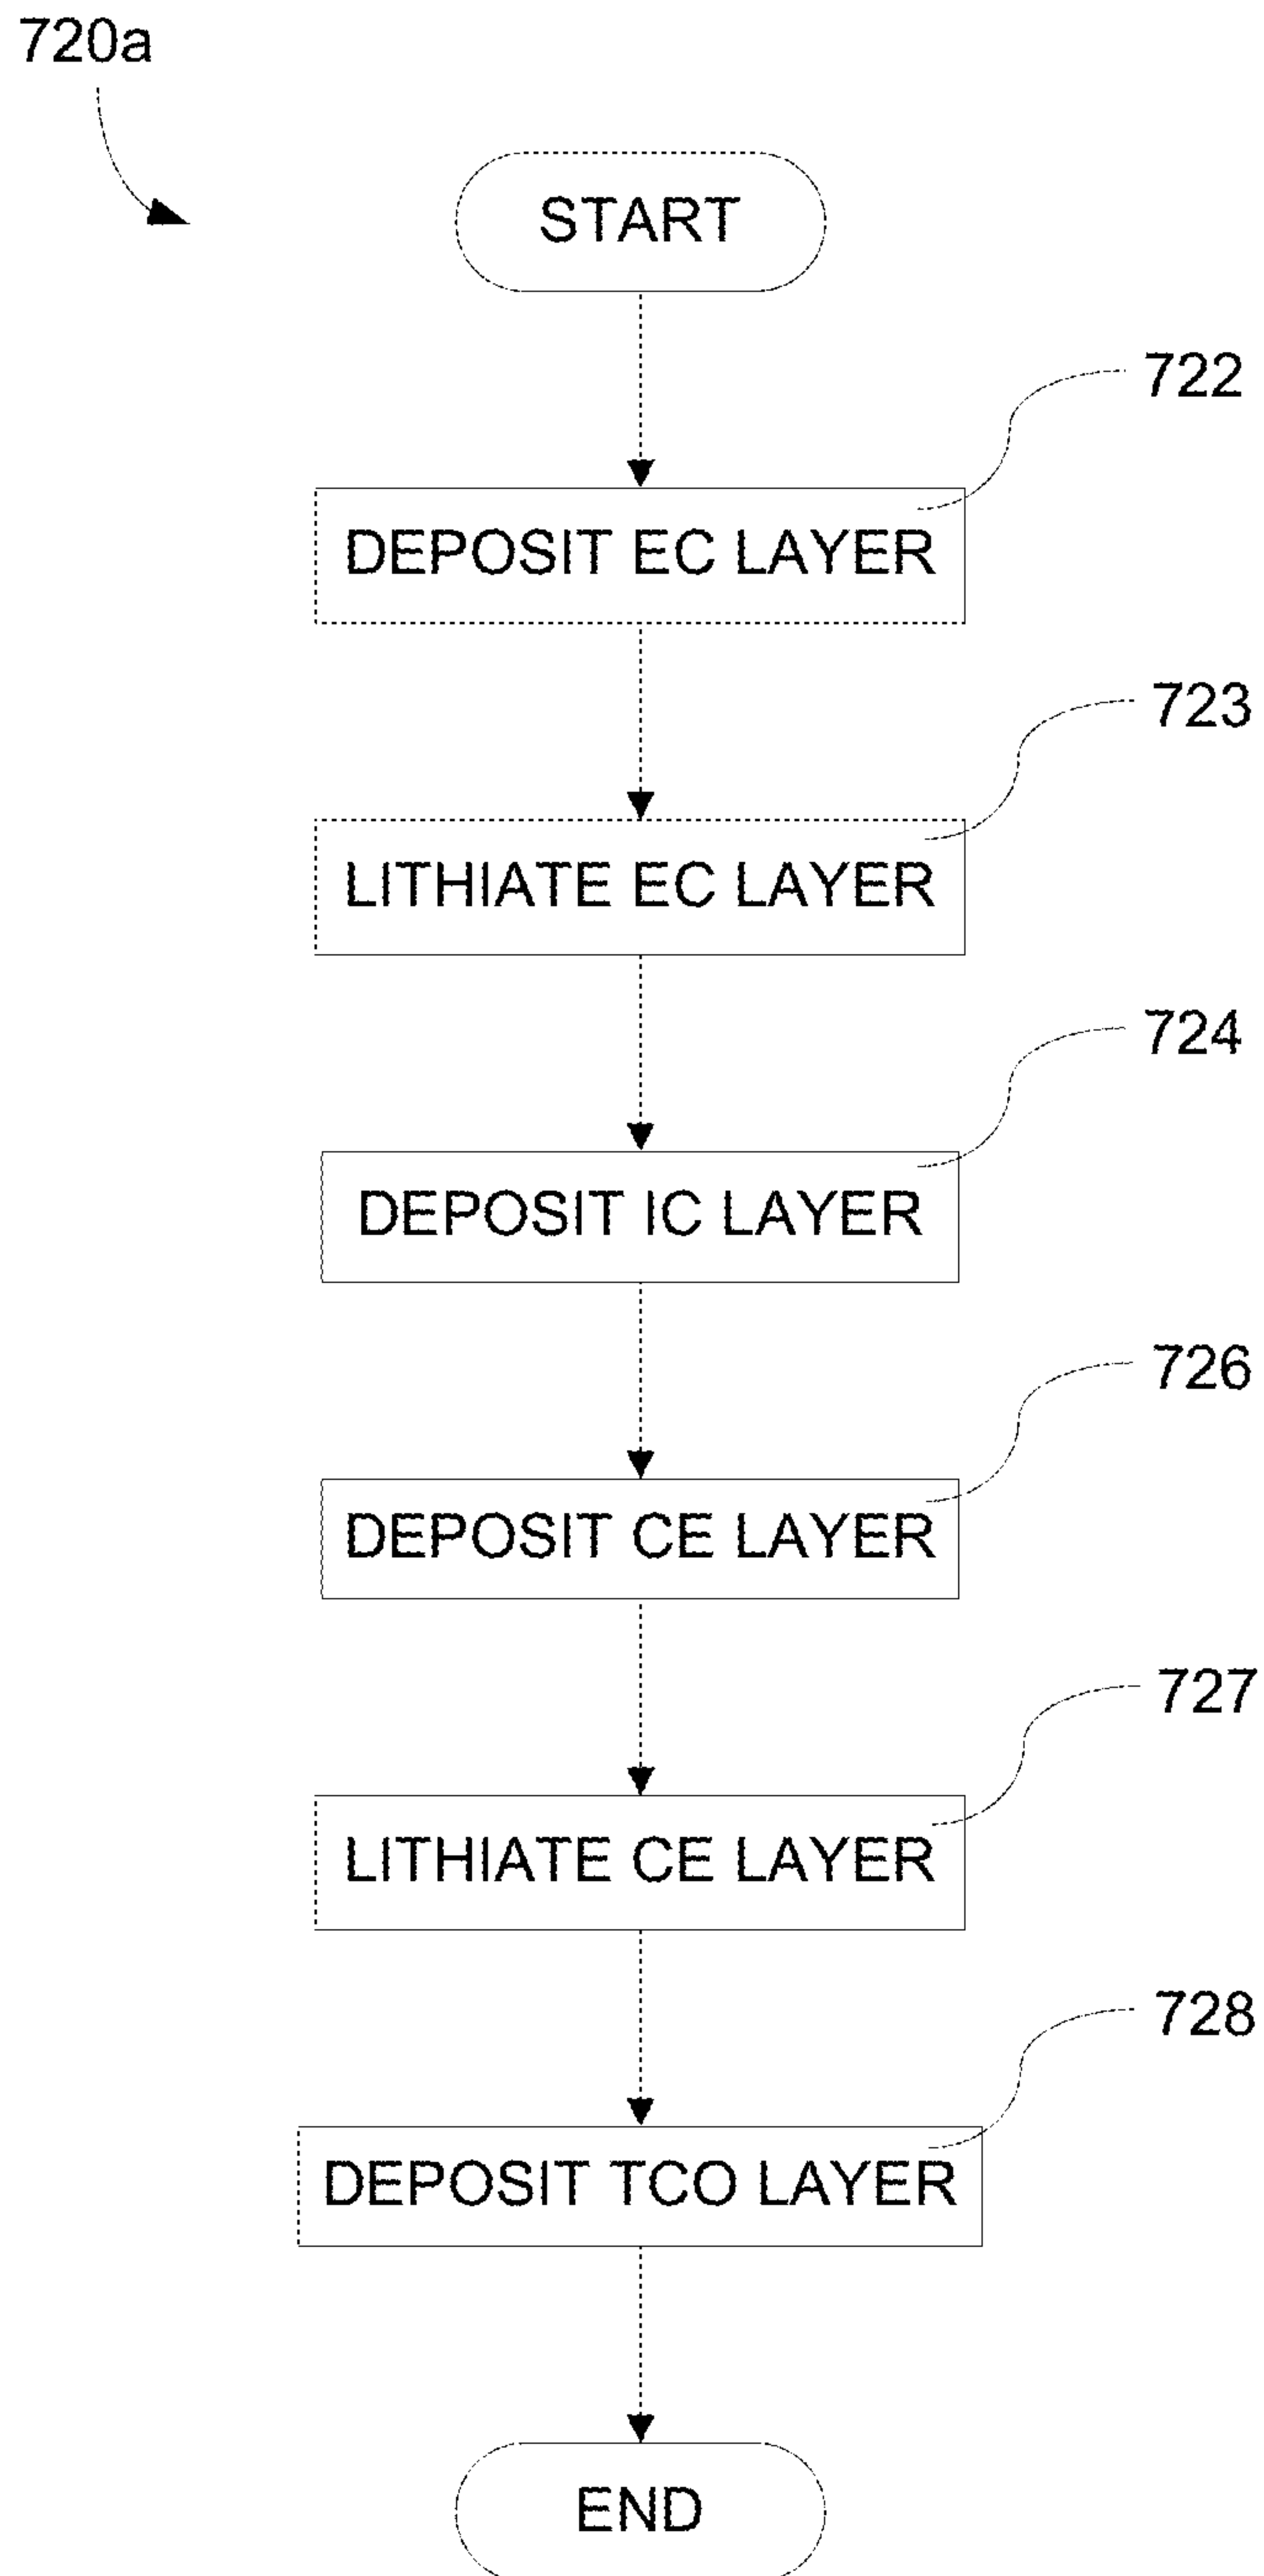 720a
START
722
DEPOSIT EC LAYER
723
LITHIATE EC LAYER
724
DEPOSIT IC LAYER
726
DEPOSIT CE LAYER
727
LITHIATE CE LAYER
728
DEPOSIT TCO LAYER
END